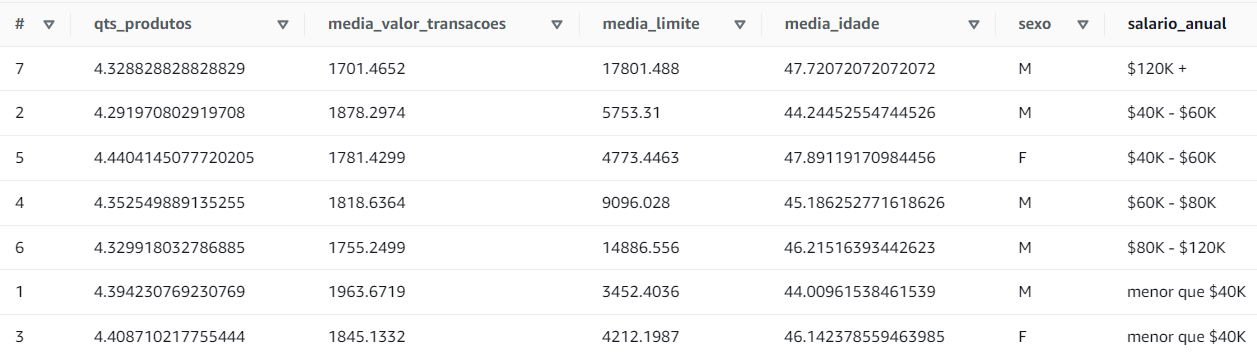 # qts_produtos media_valor_transacoes media_limite media_idade sexo salario_anual
7 4.328828828828829 1701.4652 17801.488 47.72072072072072 M $120K +
2 4.291970802919708 1878.2974 5753.31 44.24452554744526 M $40K - $60K
5 4.4404145077720205 1781.4299 4773.4463 47.89119170984456 F $40K - $60K
4 4.352549889135255 1818.6364 9096.028 45.186252771618626 M $60K - $80K
6 4.329918032786885 1755.2499 14886.556 46.21516393442623 M $80K - $120K
1 4.394230769230769 1963.6719 3452.4036 44.00961538461539 M menor que $40K
3 4.408710217755444 1845.1332 4212.1987 46.142378559463985 F menor que $40K